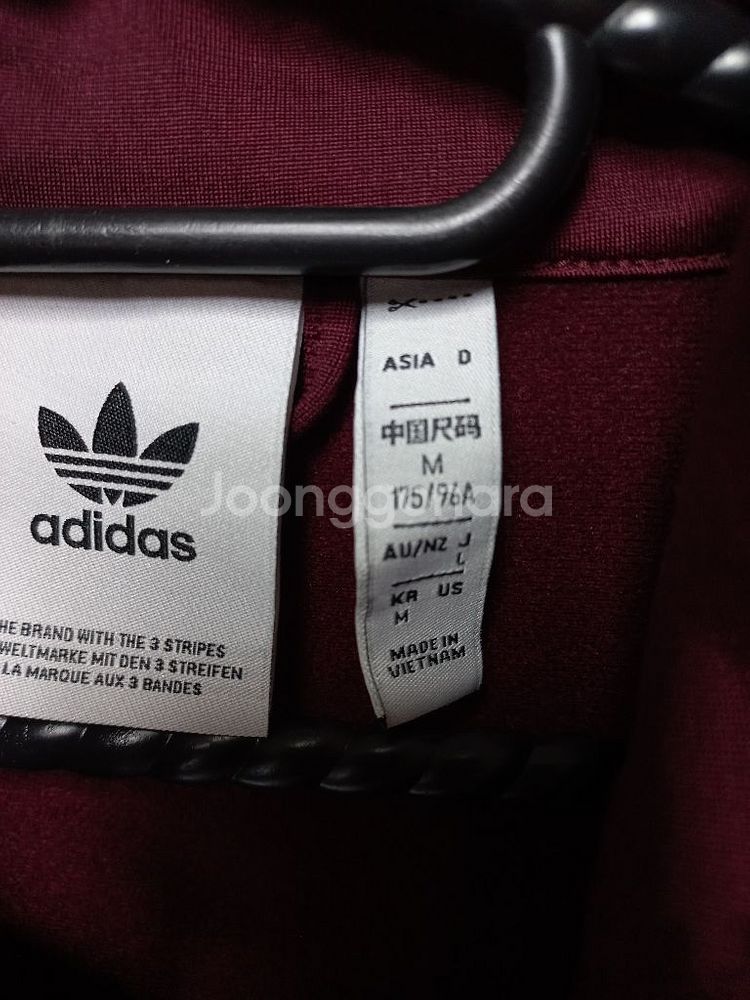 adidas
HE BRAND WITH THE 3 STRIPES
WELTMARKE MIT DEN 3 STREIFEN
LA MARQUE AUX 3 BANDES
ASIA D
中国尺码
M
175/96A
AU/NZ J
L
KR US
M
MADE IN
VIETNAM
Joonggonara